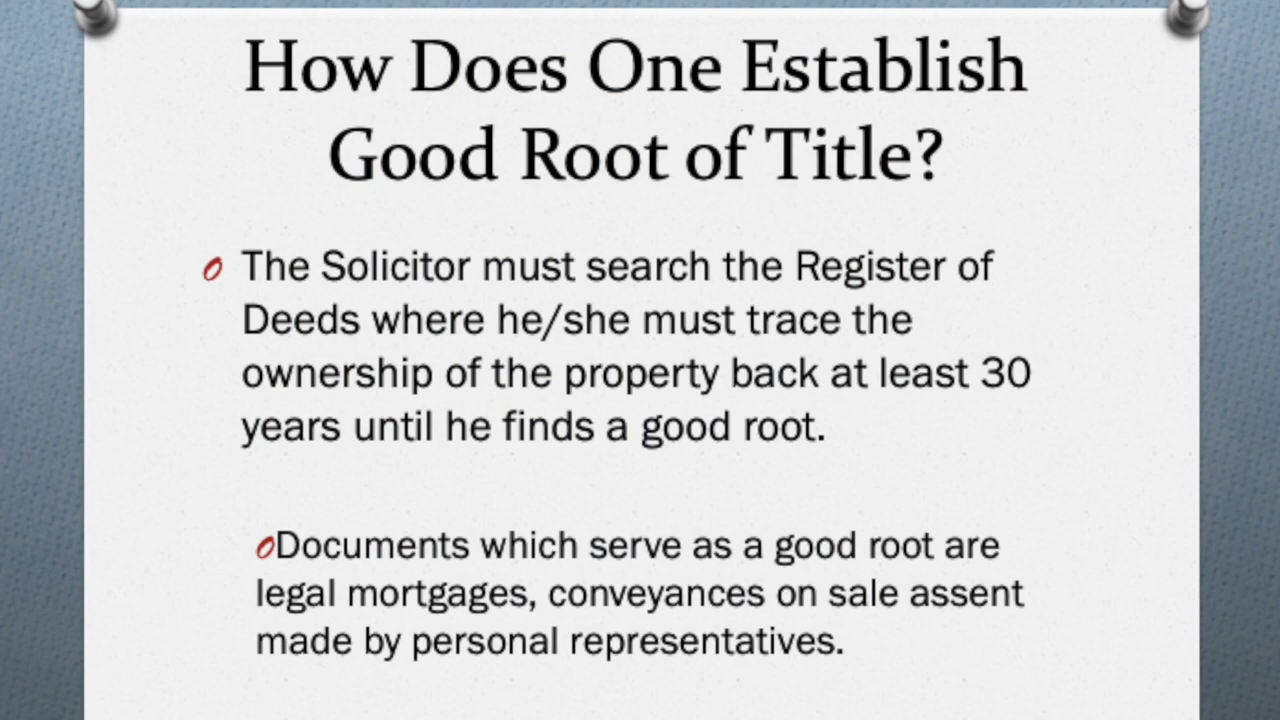 How Does One Establish
Good Root of Title?
The Solicitor must search the Register of
Deeds where he/she must trace the
ownership of the property back at least 30
years until he finds a good root.
Documents which serve as a good root are
legal mortgages, conveyances on sale assent
made by personal representatives.